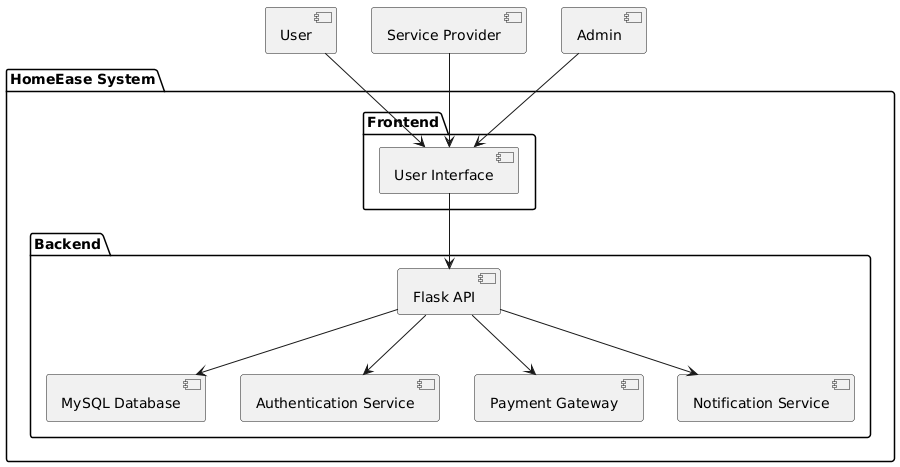 User
Service Provider
Admin
HomeEase System
Frontend
User Interface
Backend
Flask API
MySQL Database
Authentication Service
Payment Gateway
Notification Service